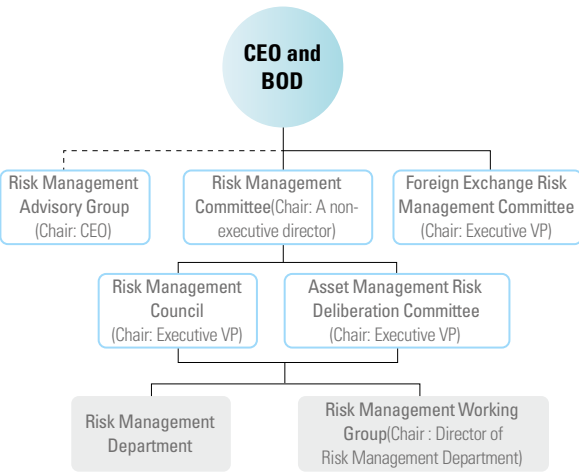 CEO and
BOD
Risk Management
Advisory Group
(Chair: CEO)
Risk Management
Committee(Chair: A non-
executive director)
Foreign Exchange Risk
Management Committee
(Chair: Executive VP)
Risk Management
Council
(Chair: Executive VP)
Asset Management Risk
Deliberation Committee
(Chair: Executive VP)
Risk Management
Department
Risk Management Working
Group(Chair : Director of
Risk Management Department)